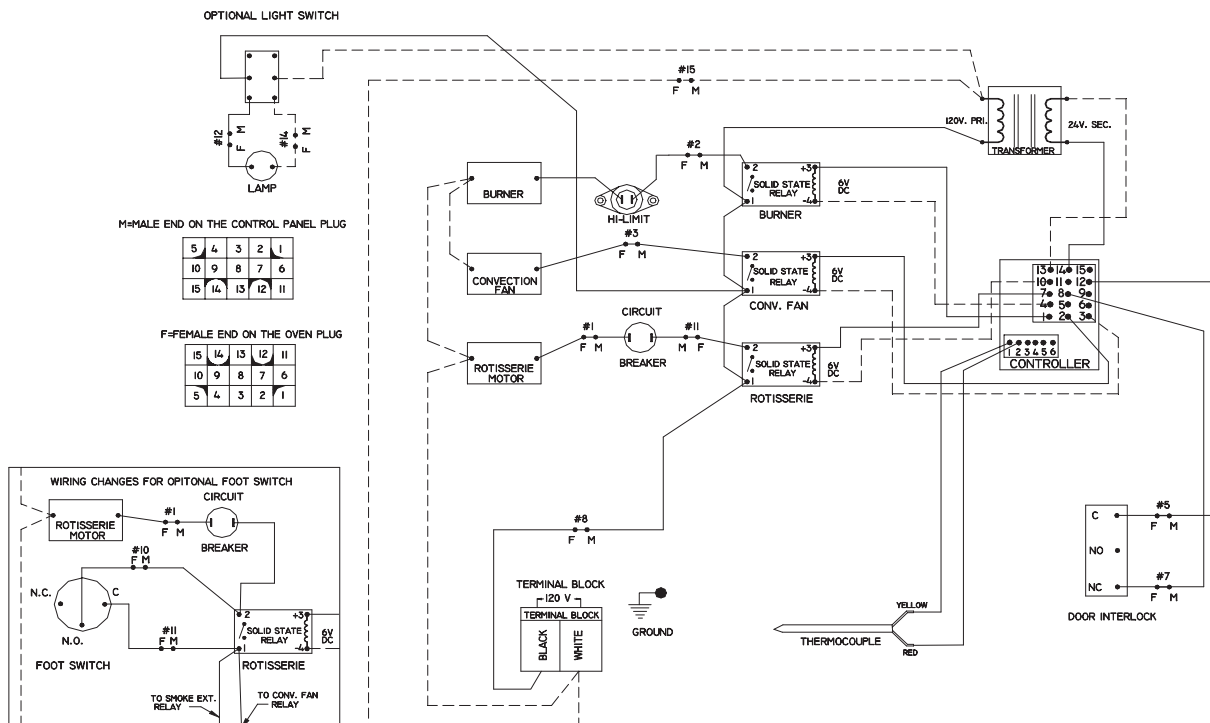 OPTIONAL LIGHT SWITCH
#12
F M
#14
F M
LAMP
#15
F M
120V. PRI.
24V. SEC.
TRANSFORMER
#2
F M
BURNER
HI-LIMIT
2
1
SOLID STATE
RELAY
+3
-4
6V
DC
BURNER
M=MALE END ON THE CONTROL PANEL PLUG
5 4 3 2 1
10 9 8 7 6
15 14 13 12 11
#3
F M
CONVECTION
FAN
2
1
SOLID STATE
RELAY
+3
-4
6V
DC
CONV. FAN
13 14 15
10 11 12
7 8 9
4 5 6
1 2 3
1 2 3 4 5 6
CONTROLLER
F=FEMALE END ON THE OVEN PLUG
15 14 13 12 11
10 9 8 7 6
5 4 3 2 1
ROTISSERIE
MOTOR
#1
F M
CIRCUIT
BREAKER
#11
M F
2
1
SOLID STATE
RELAY
+3
-4
6V
DC
ROTISSERIE
WIRING CHANGES FOR OPITONAL FOOT SWITCH
ROTISSERIE
MOTOR
#1
F M
CIRCUIT
BREAKER
#10
F M
N.C.
C
N.O.
FOOT SWITCH
#11
F M
2
1
SOLID STATE
RELAY
+3
-4
6V
DC
ROTISSERIE
TO SMOKE EXT.
RELAY
TO CONV. FAN
RELAY
#8
F M
TERMINAL BLOCK
120 V
TERMINAL BLOCK
BLACK
WHITE
GROUND
THERMOCOUPLE
YELLOW
RED
C
NO
NC
#5
F M
#7
F M
DOOR INTERLOCK